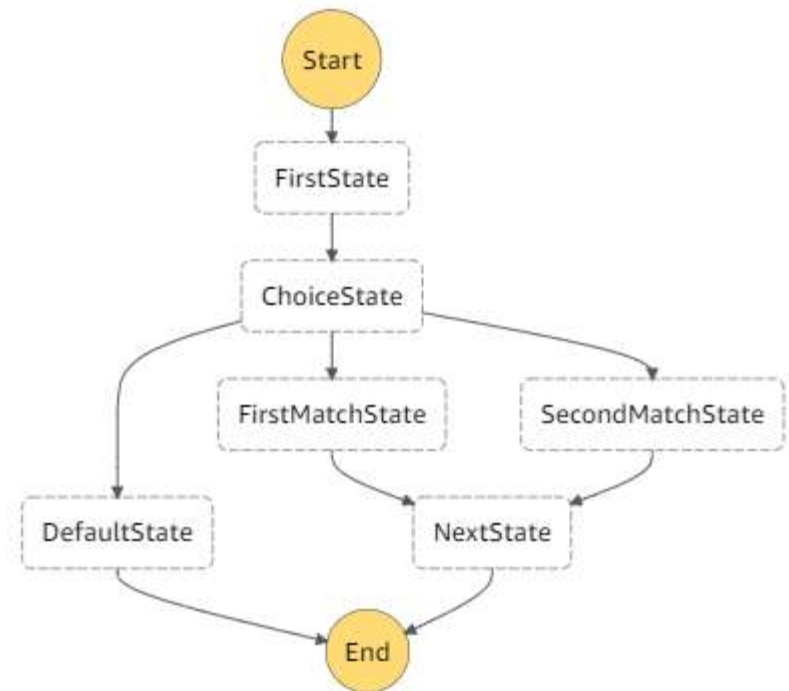 Start
FirstState
ChoiceState
FirstMatchState
SecondMatchState
DefaultState
NextState
End